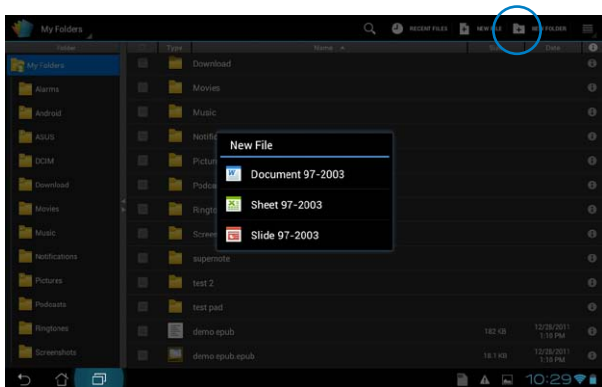 My Folders
RECENT FILES
NEW FILE
NEW FOLDER
Folder
Type
Name
Size
Date
My Folders
Download
Alarms
Movies
Android
Music
ASUS
DCIM
Download
Movies
Music
Notifications
supernote
Pictures
test 2
Podcasts
test pad
Ringtones
demo epub
182 KB
12/28/2011
1:10 PM
Screenshots
demo epub.epub
18.1 KB
12/28/2011
1:10 PM
New File
Document 97-2003
Sheet 97-2003
Slide 97-2003
10:29